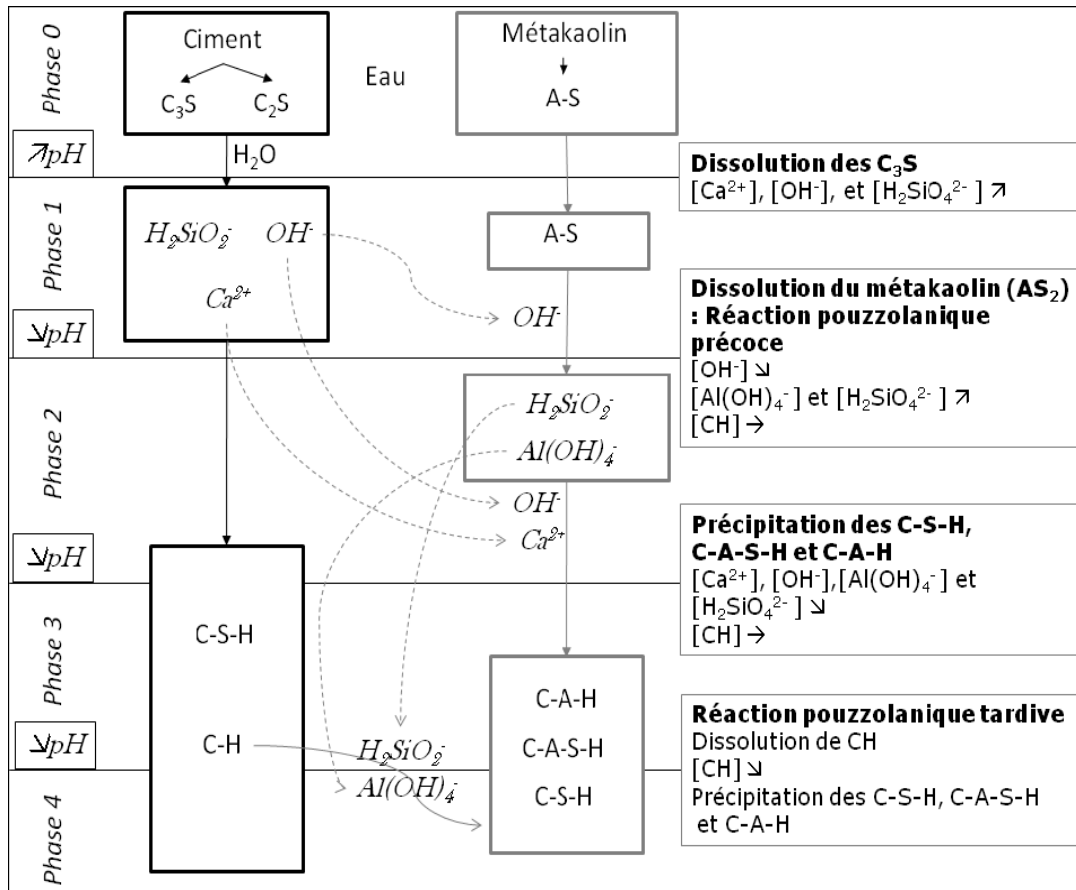 Phase 0
Ciment
C₃S C₂S
Eau
Métakaolin
A-S
↗pH
H₂O
Dissolution des C₃S
[Ca²⁺], [OH⁻], et [H₂SiO₄²⁻] ↗
Phase 1
H₂SiO₂⁻ OH⁻
Ca²⁺
A-S
OH⁻
↘pH
Dissolution du métakaolin (AS₂)
: Réaction pouzzolanique
précoce
[OH⁻] ↘
[Al(OH)₄⁻] et [H₂SiO₄²⁻] ↗
[CH] →
Phase 2
H₂SiO₂⁻
Al(OH)₄⁻
OH⁻
Ca²⁺
↘pH
Précipitation des C-S-H,
C-A-S-H et C-A-H
[Ca²⁺], [OH⁻],[Al(OH)₄⁻] et
[H₂SiO₄²⁻] ↘
[CH] →
Phase 3
C-S-H
C-H
↘pH
H₂SiO₂⁻
Al(OH)₄⁻
C-A-H
C-A-S-H
C-S-H
Réaction pouzzolanique tardive
Dissolution de CH
[CH] ↘
Précipitation des C-S-H, C-A-S-H
et C-A-H
Phase 4